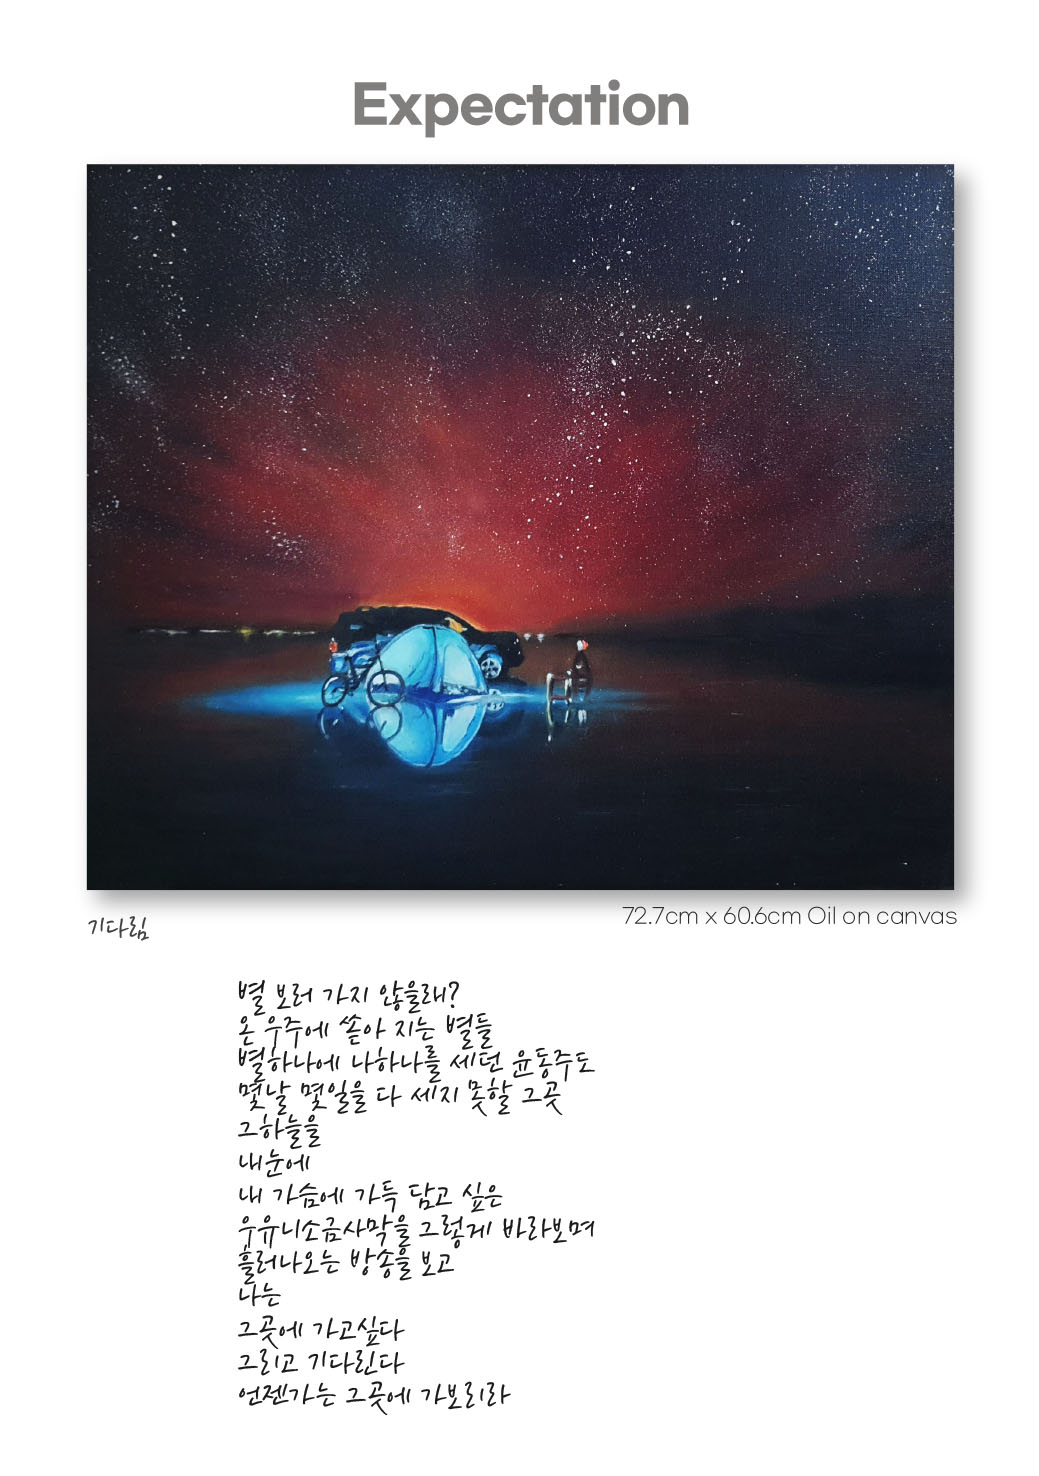 Expectation
72.7cm x 60.6cm Oil on canvas
기다림
별 보러 가지 않을래?
온 우주에 쏟아 지는 별들
별하나에 나하나를 세던 윤동주도
몇날 몇일을 다 세지 못할 그곳
그하늘을
내눈에
내 가슴에 가득 담고 싶은
우유니소금사막을 그렇게 바라보며
흘러나오는 방송을 보고
나는
그곳에 가고싶다
그리고 기다린다
언젠가는 그곳에 가보리라